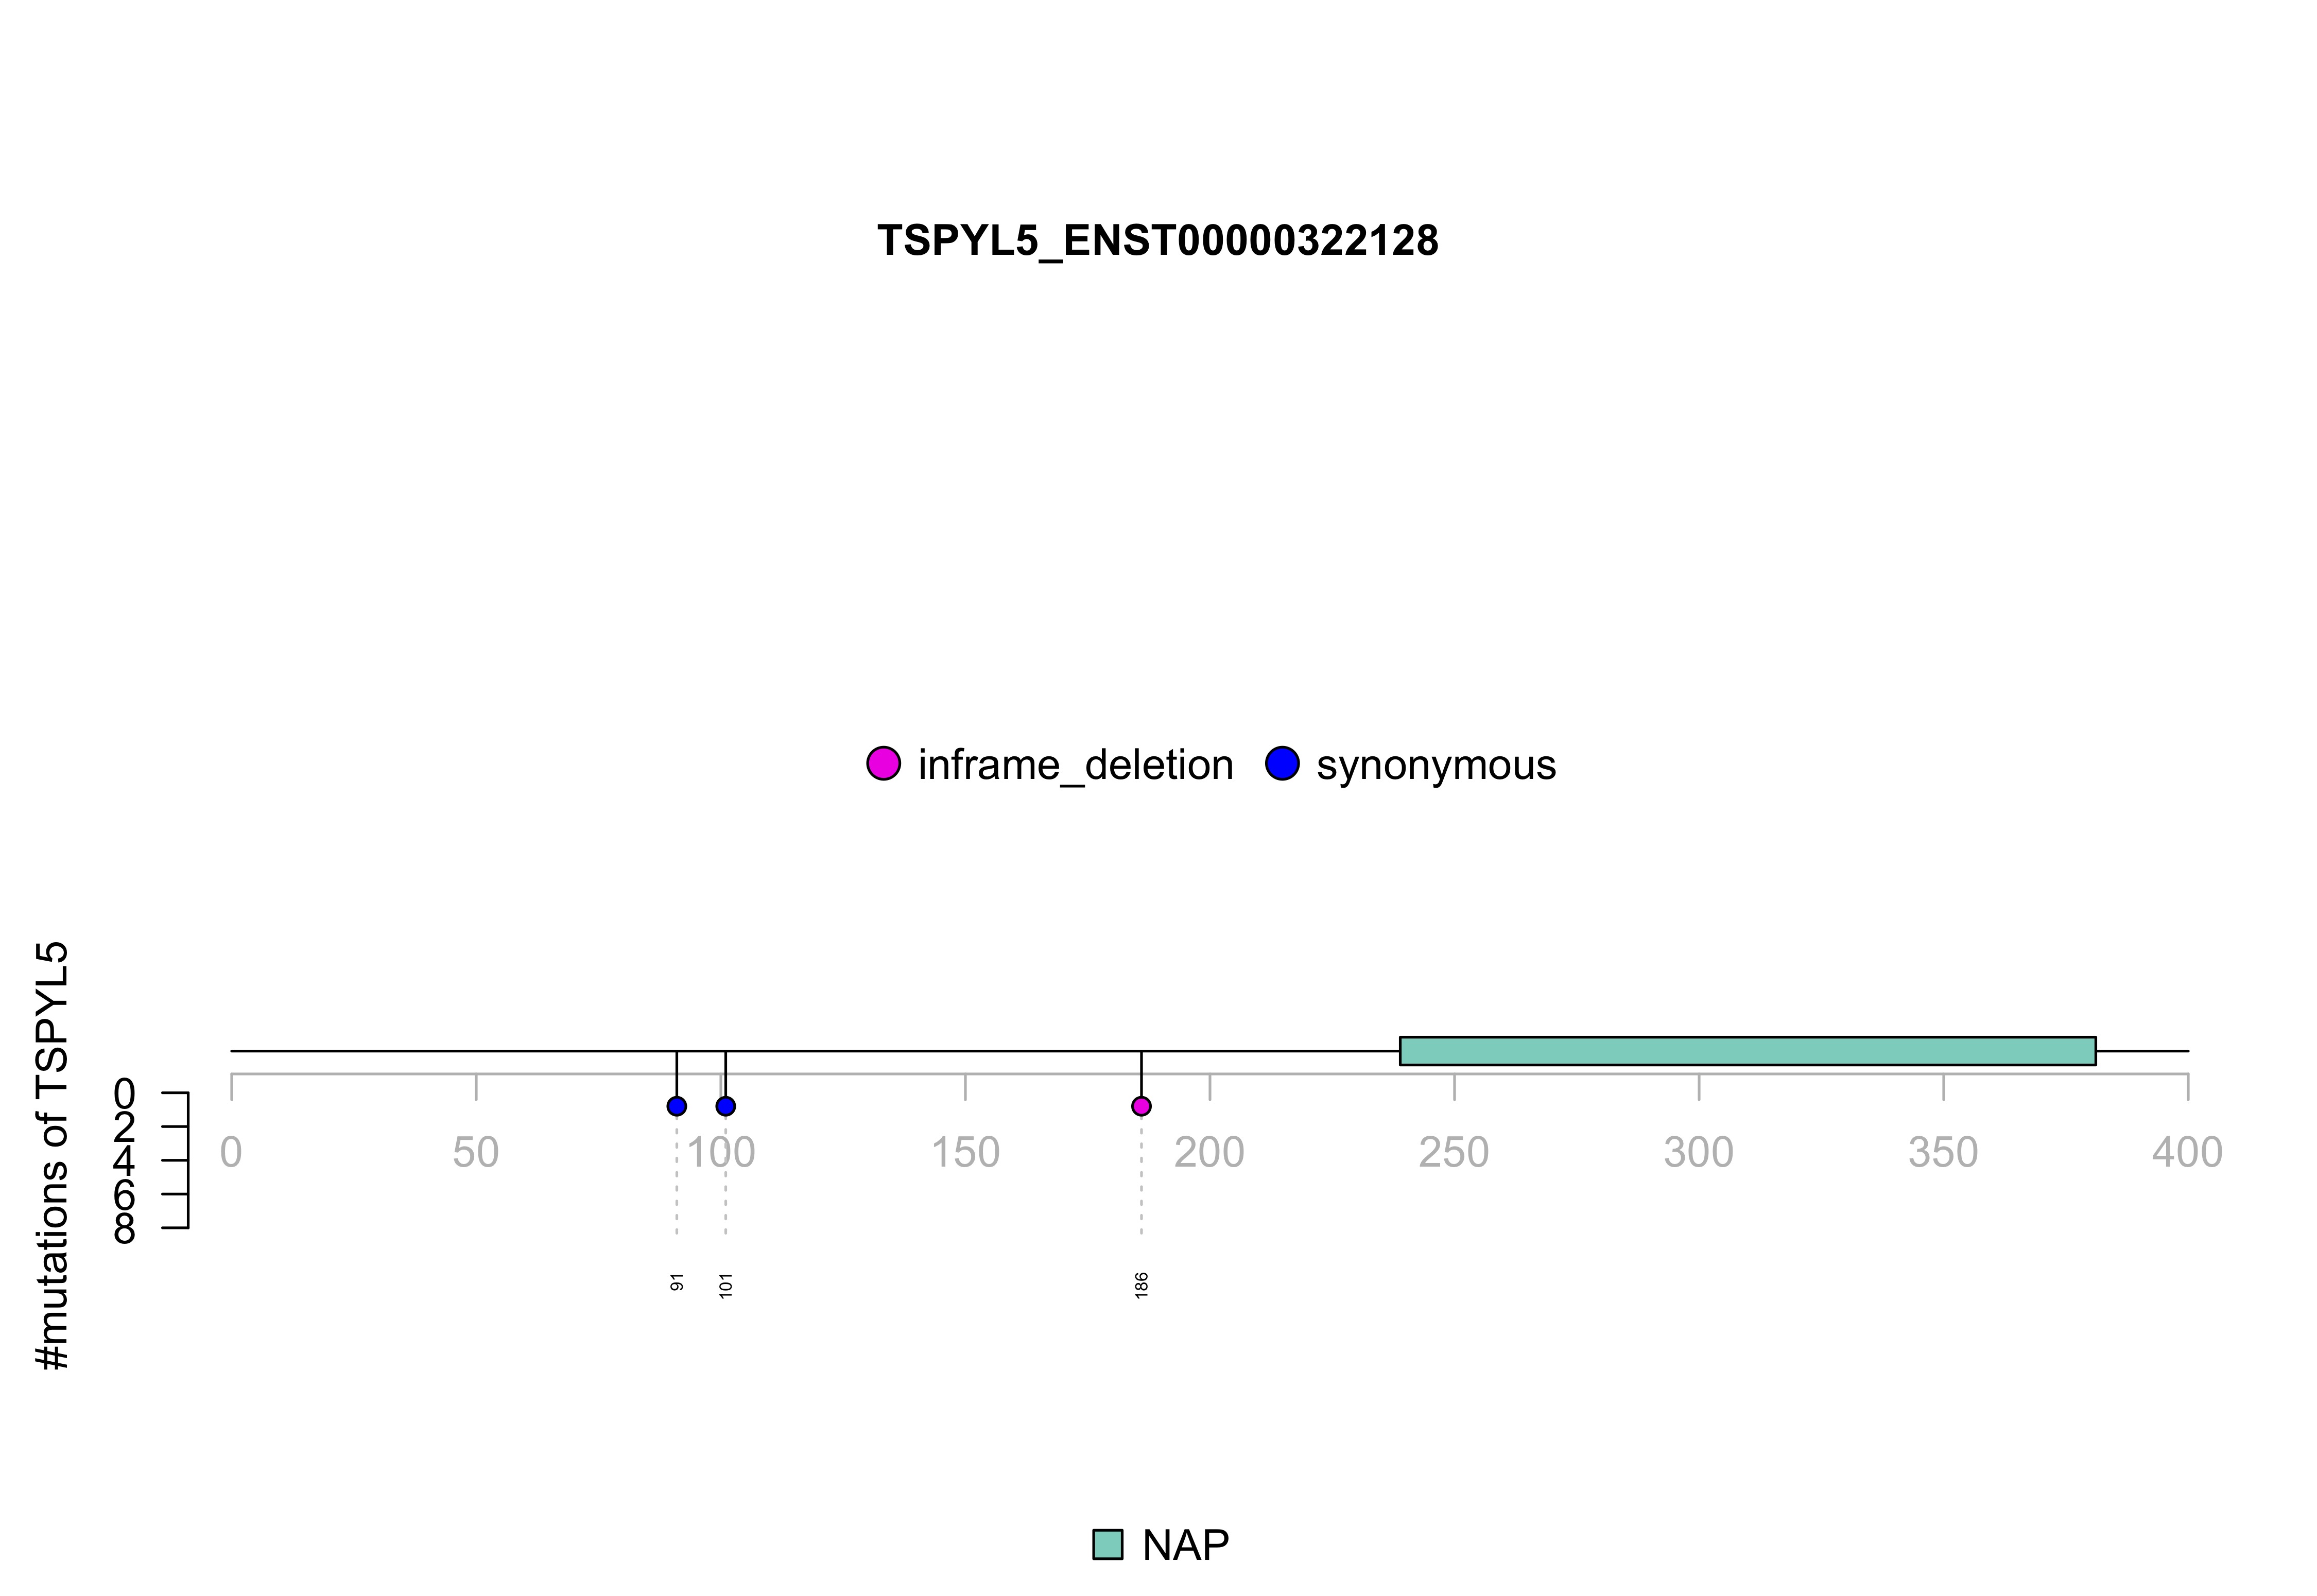 TSPYL5_ENST00000322128
inframe_deletion synonymous
#mutations of TSPYL5
0
2
4
6
8
0 50 100 150 200 250 300 350 400
91 101 186
NAP